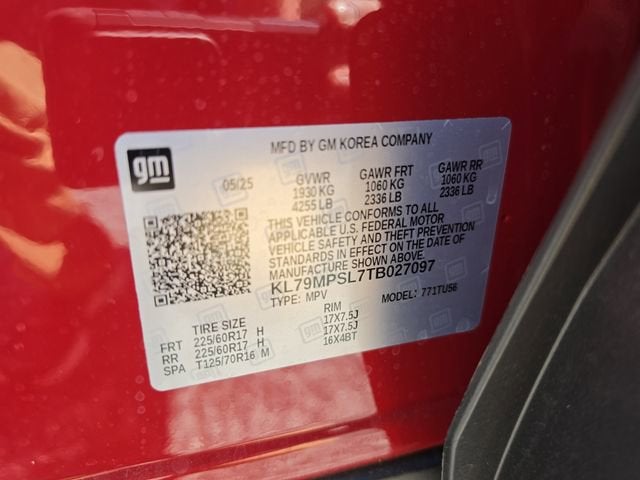 gm
MFD BY GM KOREA COMPANY
05/25 GVWR GAWR FRT GAWR RR
1930 KG 1060 KG 1060 KG
4255 LB 2336 LB 2336 LB
THIS VEHICLE CONFORMS TO ALL
APPLICABLE U.S. FEDERAL MOTOR
VEHICLE SAFETY AND THEFT PREVENTION
STANDARDS IN EFFECT ON THE DATE OF
MANUFACTURE SHOWN ABOVE.
KL79MPSL7TB027097
TYPE: MPV MODEL: 771TU56
TIRE SIZE RIM
FRT 225/60R17 H 17X7.5J
RR 225/60R17 H 17X7.5J
SPA T125/70R16 M 16X4BT